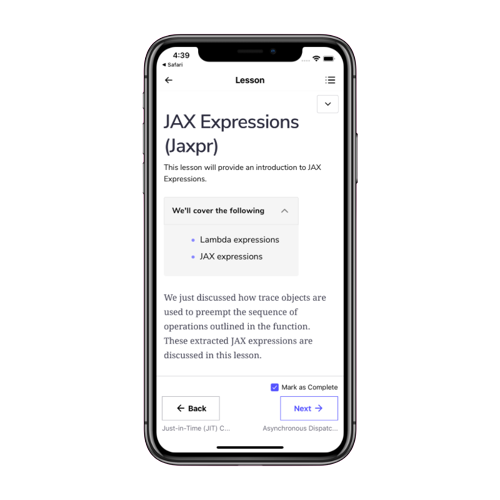 4:39
Safari
Lesson
JAX Expressions
(Jaxpr)
This lesson will provide an introduction to JAX
Expressions.
We'll cover the following
Lambda expressions
JAX expressions
We just discussed how trace objects are
used to preempt the sequence of
operations outlined in the function.
These extracted JAX expressions are
discussed in this lesson.
Mark as Complete
Back
Next
Just-in-Time (JIT) C...
Asynchronous Dispatc...